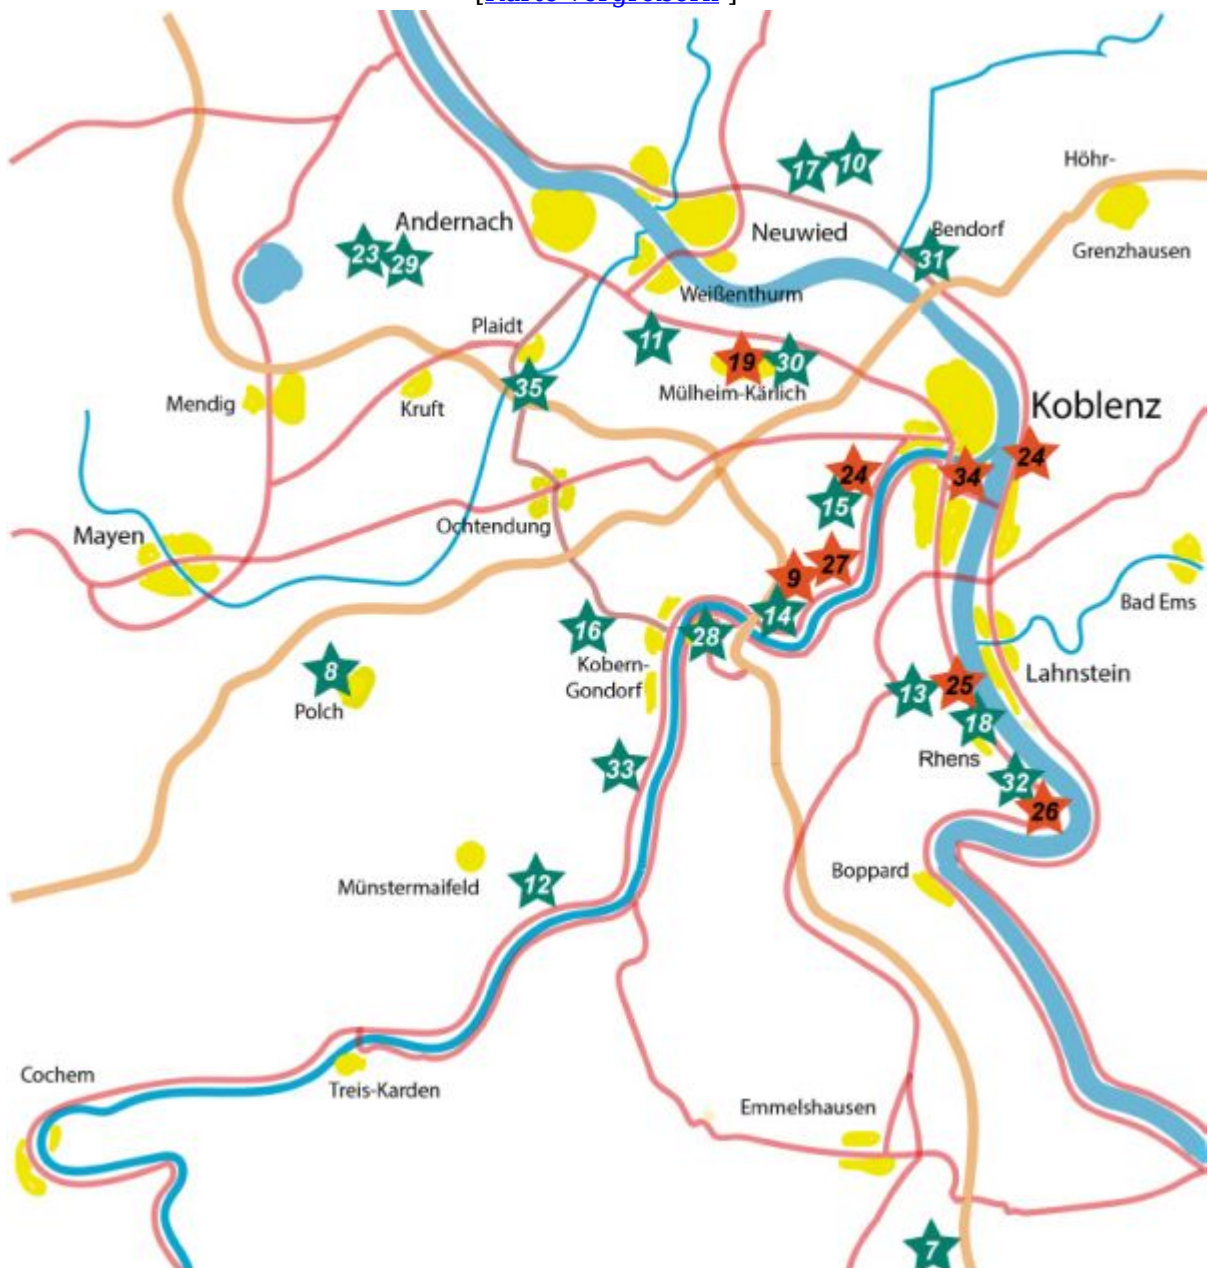 Höhr-
17
10
Andernach
Neuwied
Bendorf
Grenzhausen
23
29
31
Weißenthurm
Plaidt
11
19
30
35
Mendig
Kruft
Mülheim-Kärlich
Koblenz
24
34
24
15
Ochtendung
Mayen
27
9
Bad Ems
14
16
28
Kobern-
Gondorf
8
Polch
Lahnstein
13
25
18
Rhens
33
32
26
Boppard
Münstermaifeld
12
Cochem
Treis-Karden
Emmelshausen
7